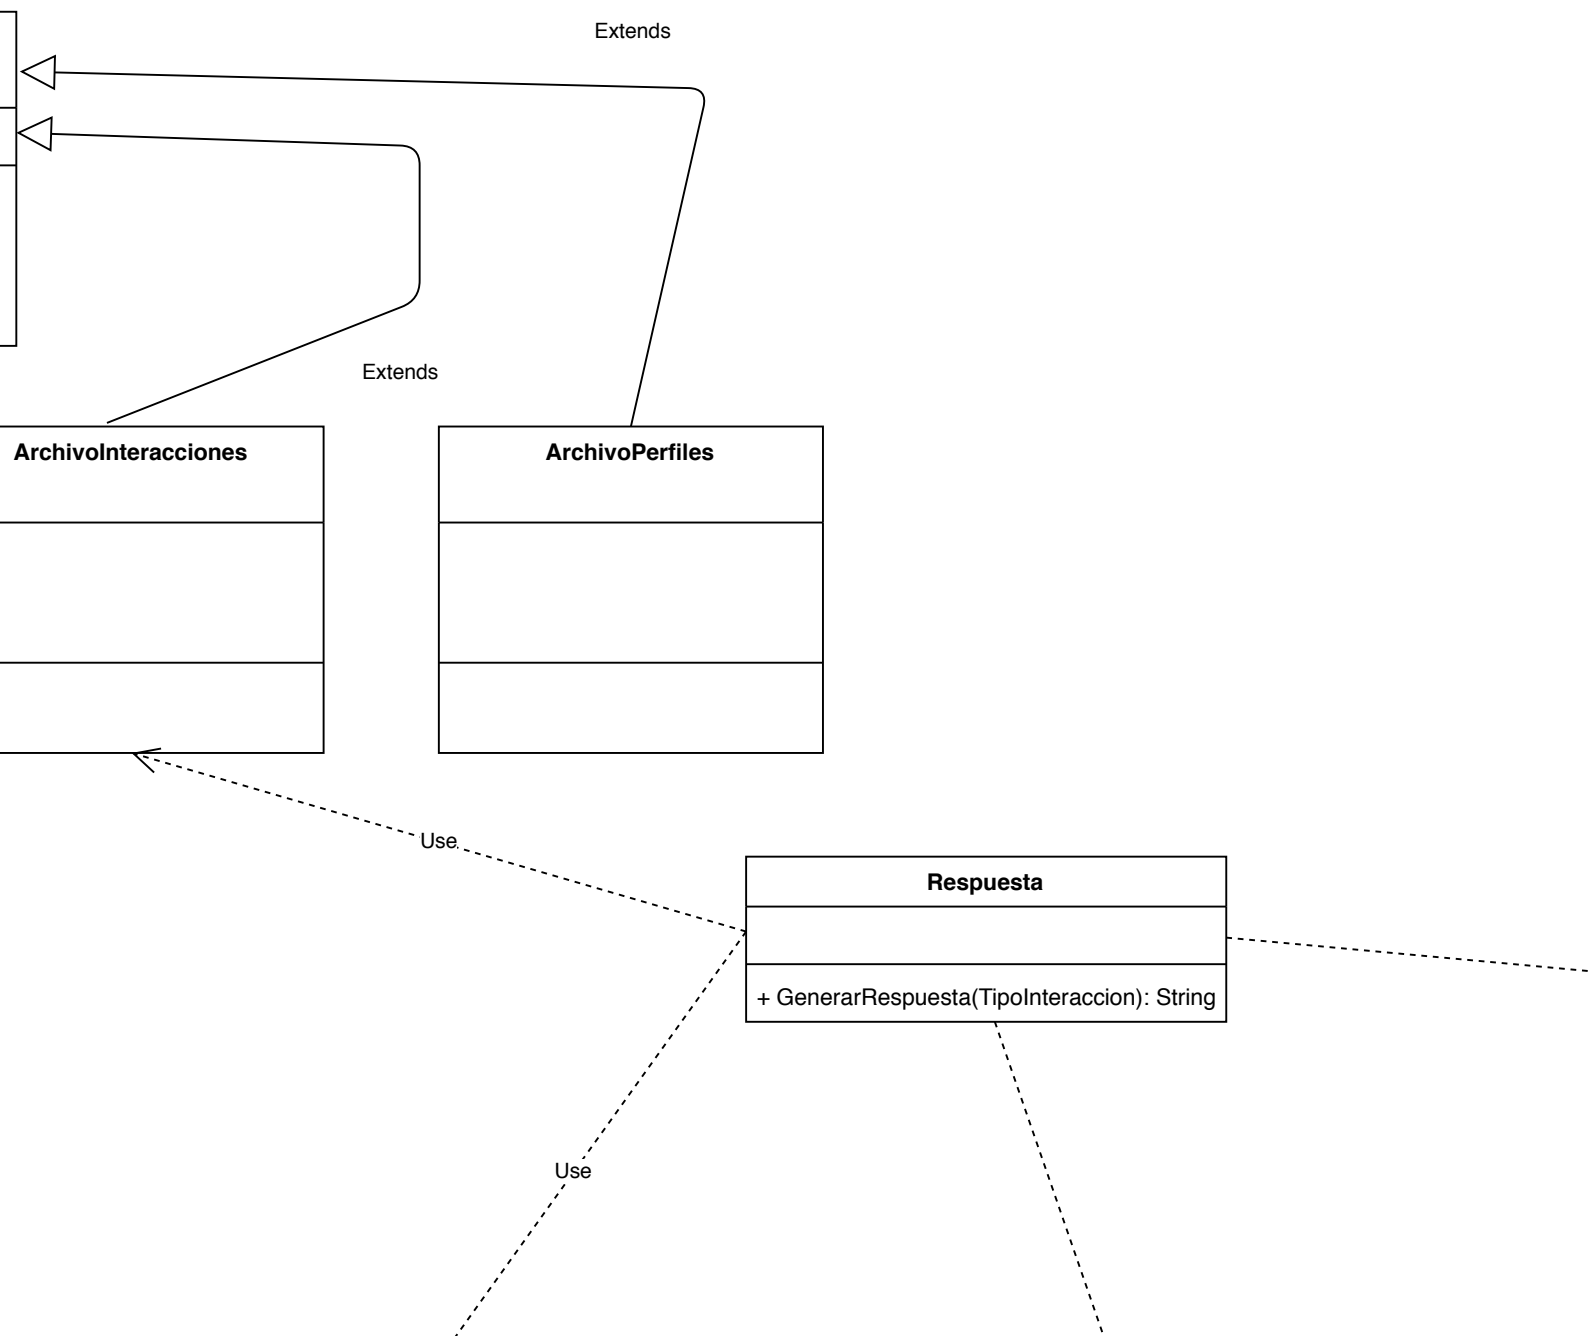 Extends
Extends
ArchivoInteracciones
ArchivoPerfiles
Use
Respuesta
+ GenerarRespuesta(TipoInteraccion): String
Use